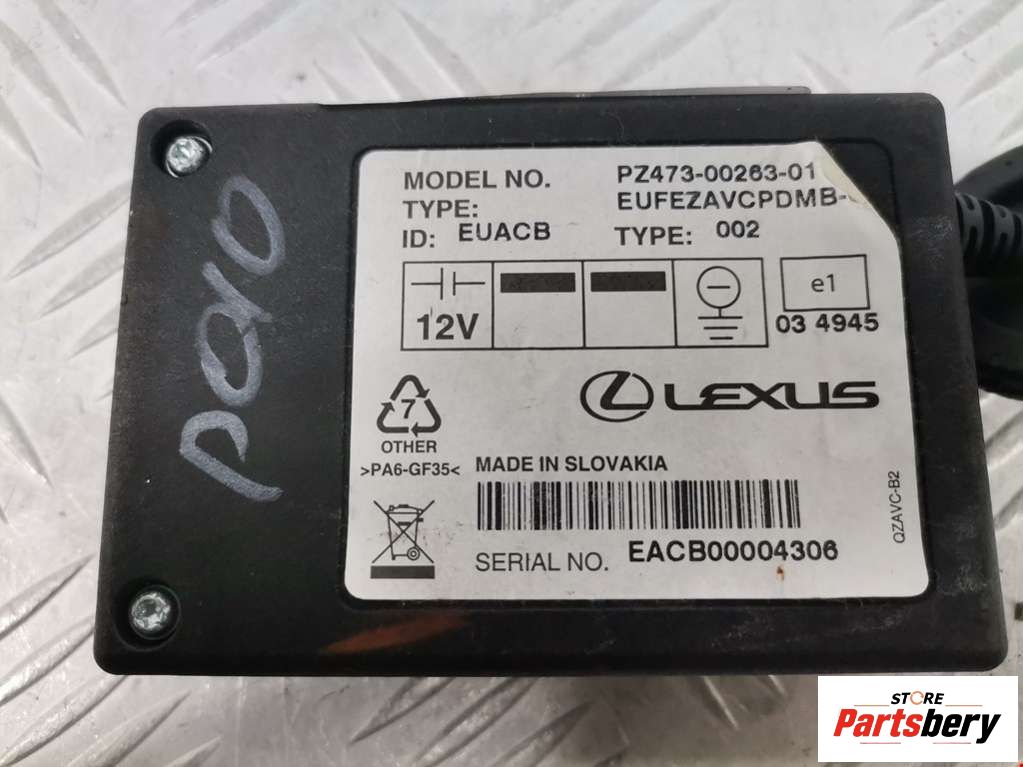 MODEL NO. PZ473-00263-01
TYPE: EUFEZAVCPDMB-
ID: EUACB TYPE: 002
12V
e1
03 4945
7
OTHER
>PA6-GF35<
LEXUS
MADE IN SLOVAKIA
SERIAL NO. EACB00004306
QZAVC-B2
STORE
Partsbery